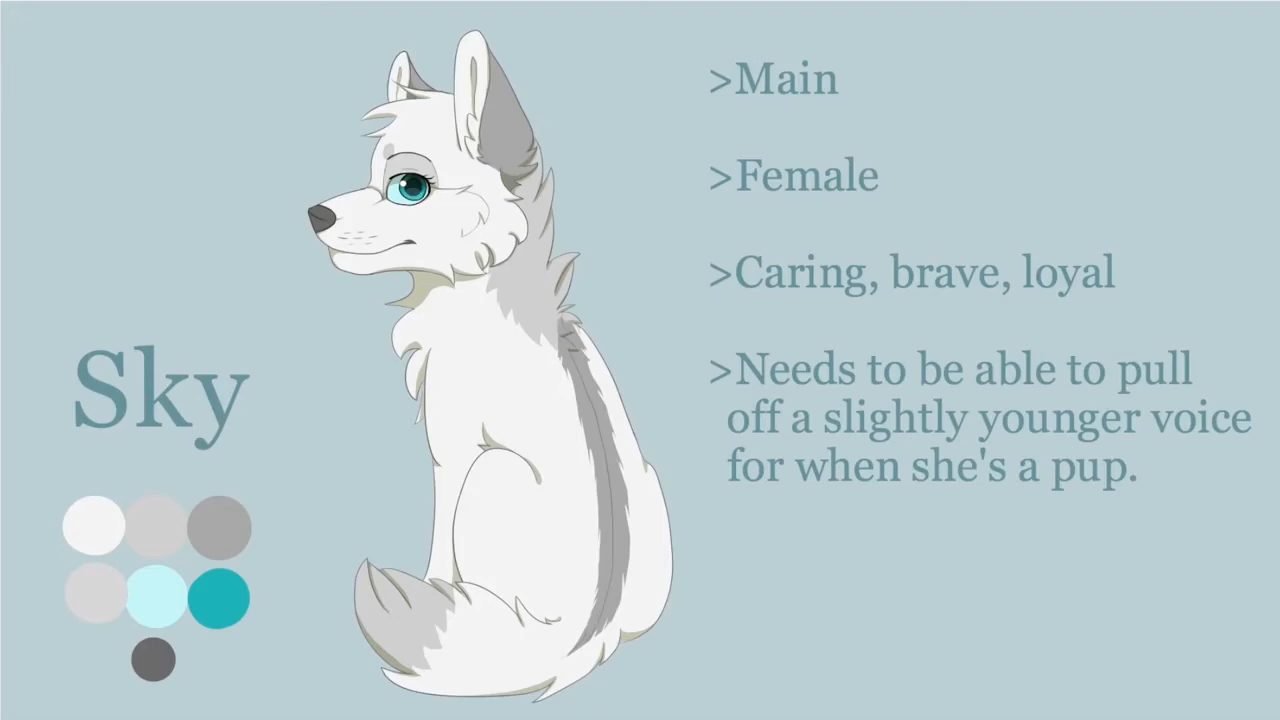 Sky
>Main
>Female
>Caring, brave, loyal
>Needs to be able to pull
off a slightly younger voice
for when she's a pup.